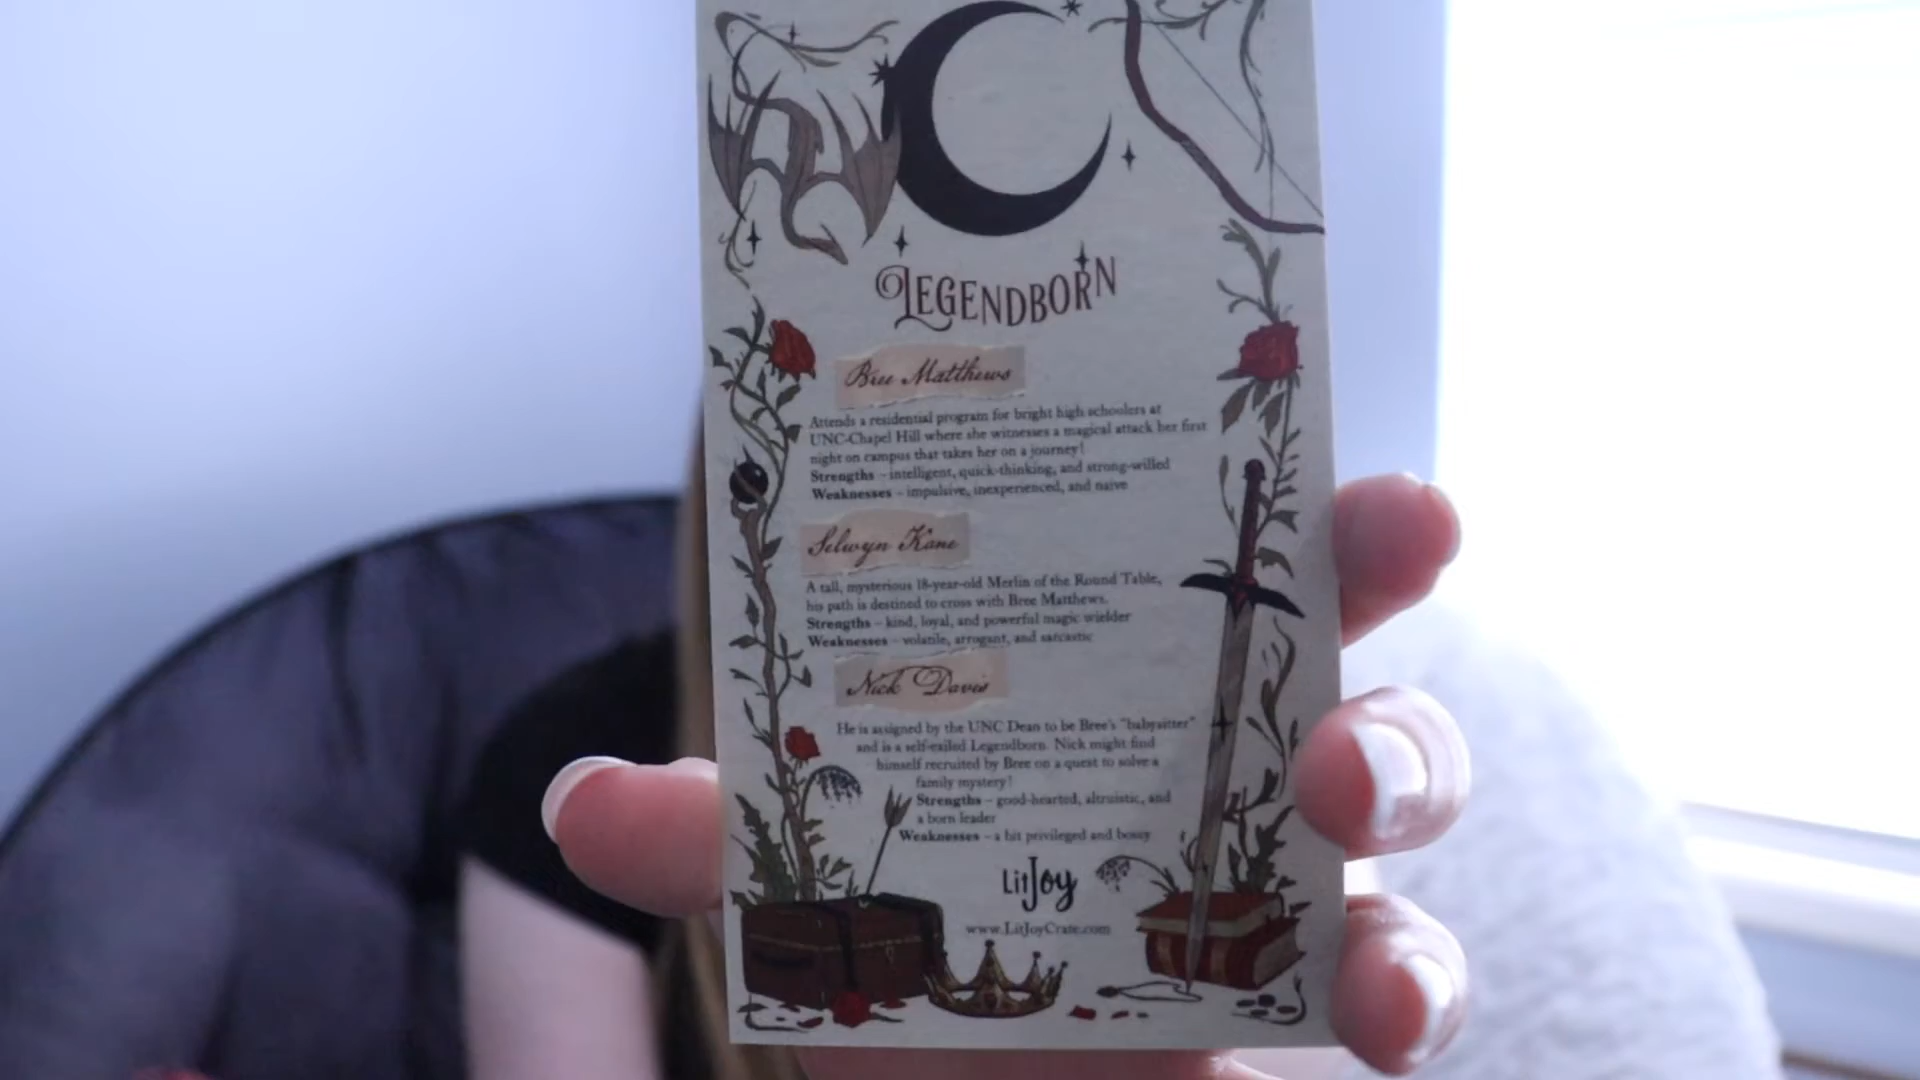 LEGENDBORN
Bree Matthews
Attends a residential program for bright high schoolers at
UNC-Chapel Hill where she witnesses a magical attack her first
night on campus that takes her on a journey!
Strengths – intelligent, quick-thinking, and strong-willed
Weaknesses – impulsive, inexperienced, and naive
Selwyn Kane
A tall, mysterious 18-year-old Merlin of the Round Table,
his path is destined to cross with Bree Matthews.
Strengths – kind, loyal, and powerful magic wielder
Weaknesses – volatile, arrogant, and sarcastic
Nick Davis
He is assigned by the UNC Dean to be Bree's "babysitter"
and is a self-exiled Legendborn. Nick might find
himself recruited by Bree on a quest to solve a
family mystery!
Strengths – good-hearted, altruistic, and
a born leader
Weaknesses – a bit privileged and bossy
LitJoy
www.LitJoyCrate.com